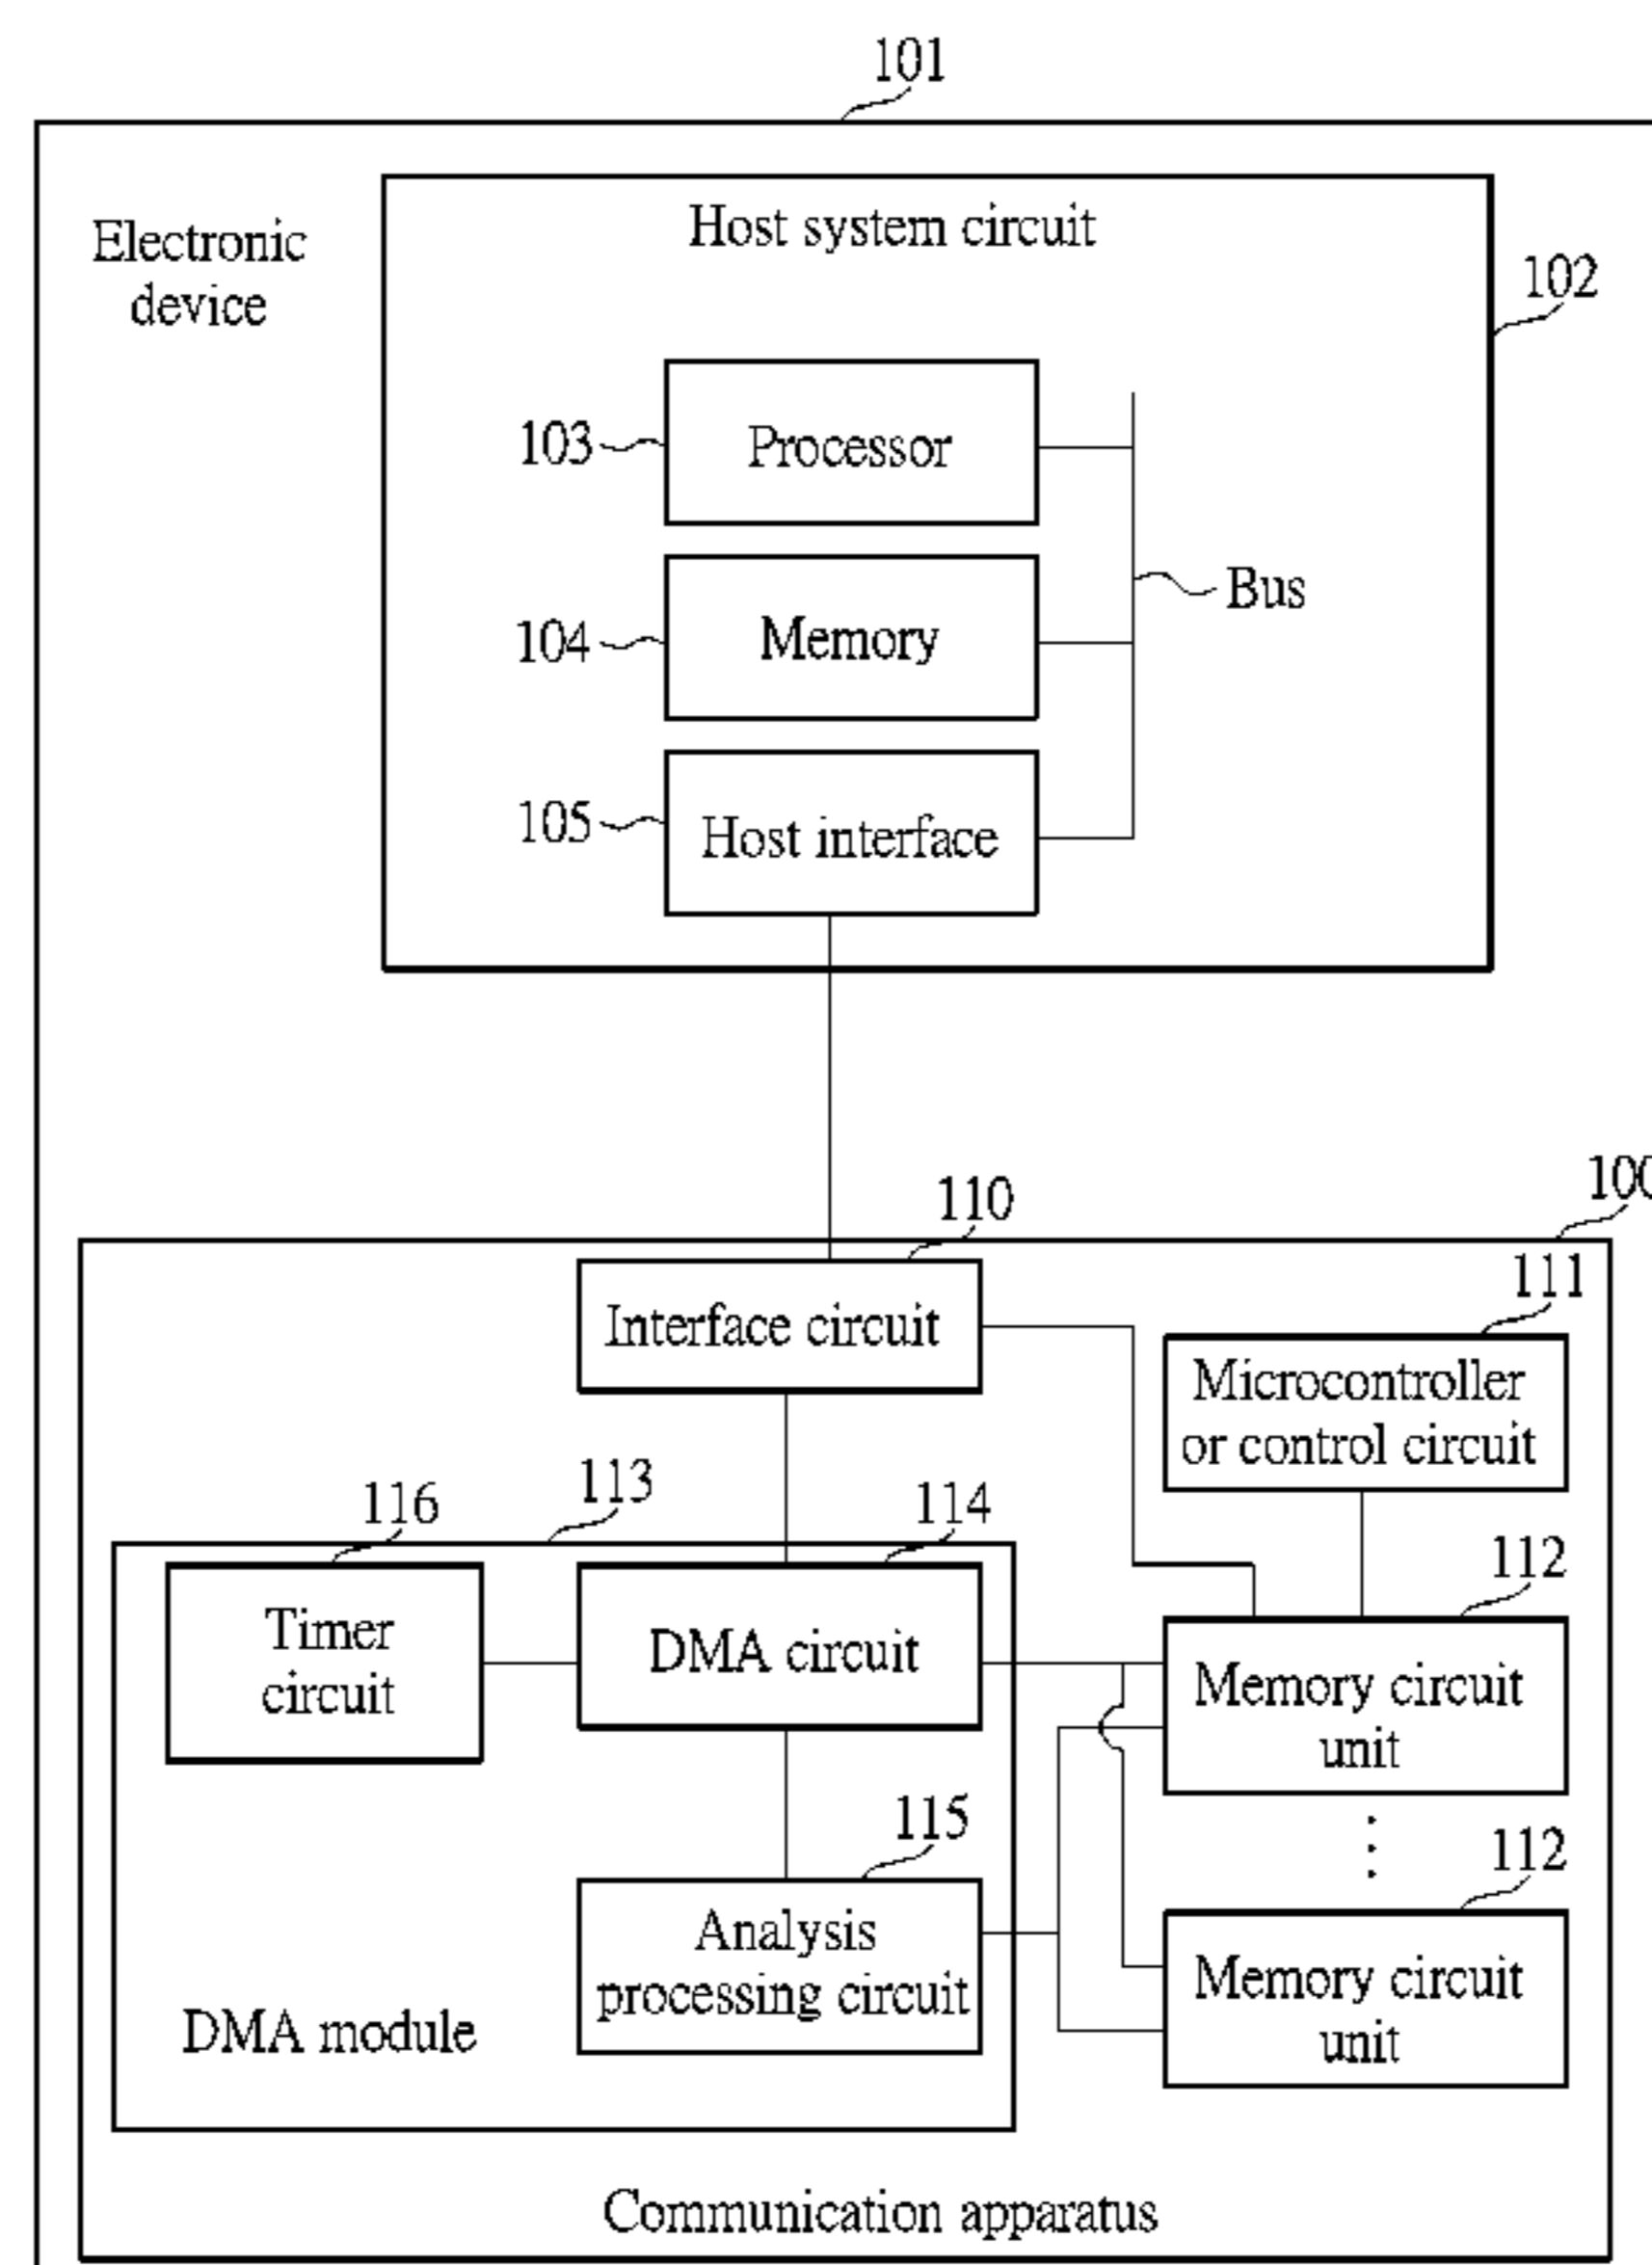 101
Electronic
device
Host system circuit
102
103
Processor
Bus
104
Memory
105
Host interface
100
110
Interface circuit
111
Microcontroller
or control circuit
113
116
Timer
circuit
114
DMA circuit
112
Memory circuit
unit
115
Analysis
processing circuit
112
Memory circuit
unit
DMA module
Communication apparatus